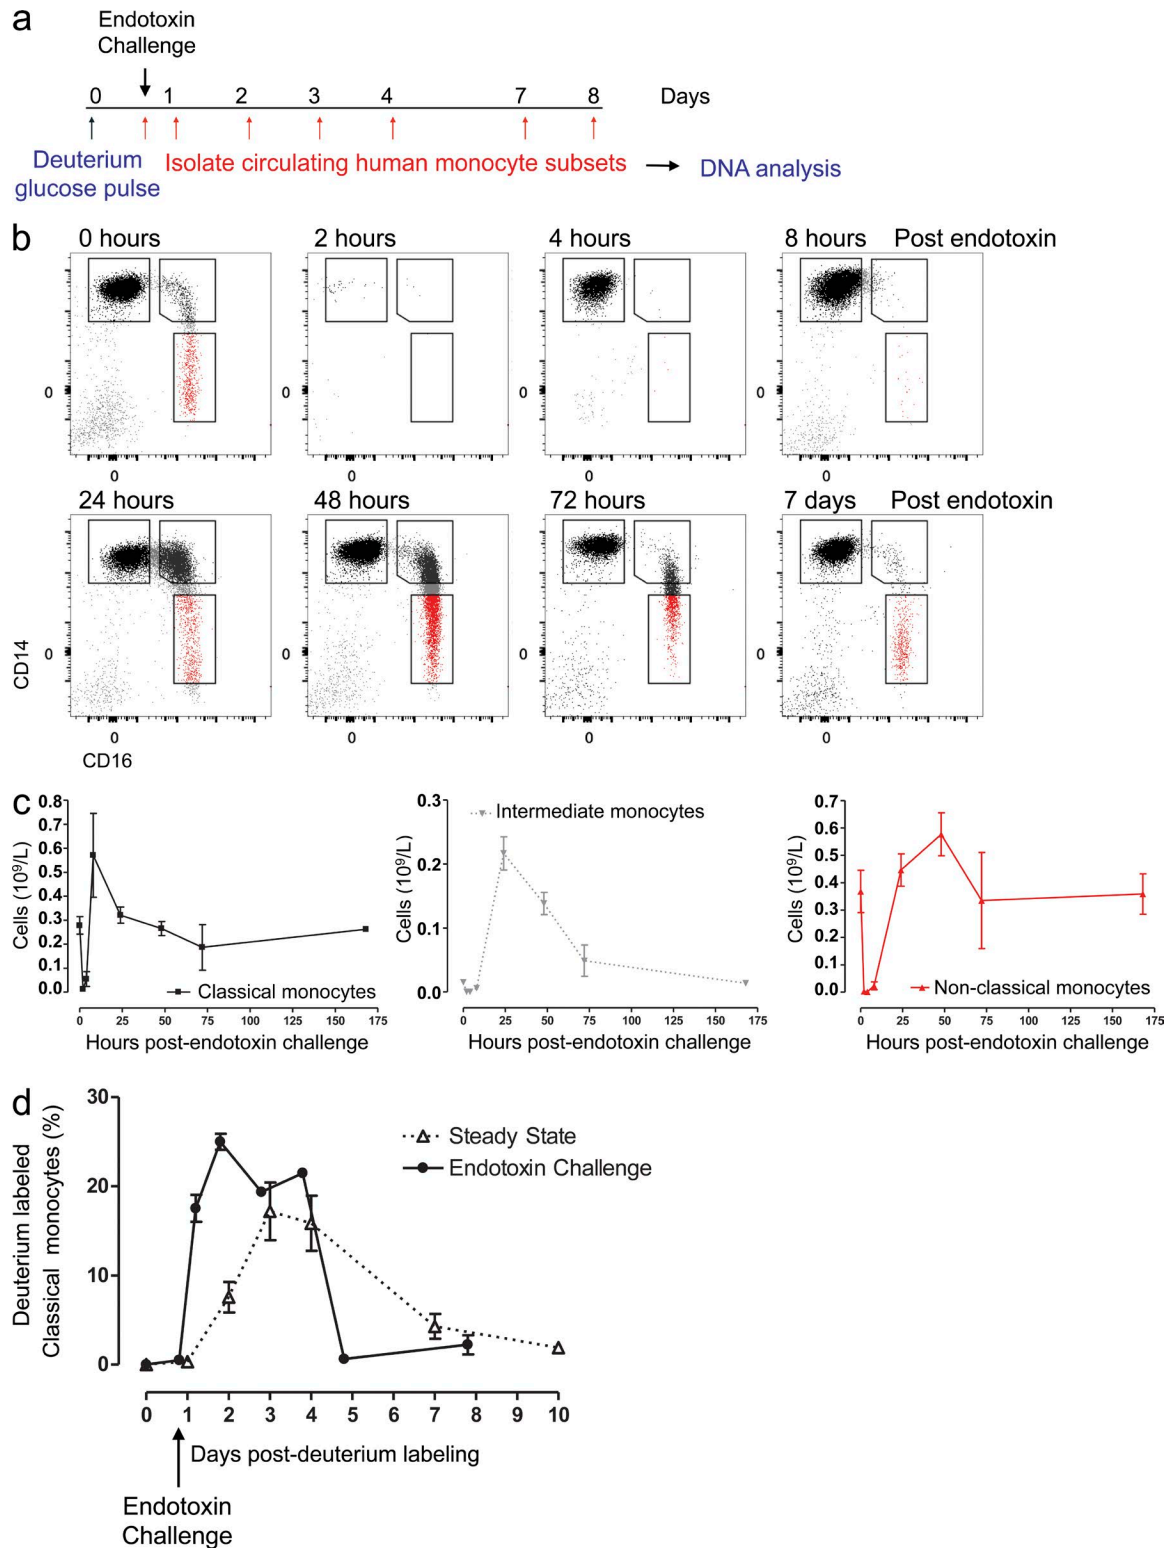 a
Endotoxin
Challenge
0 1 2 3 4 7 8 Days
Deuterium
glucose pulse
Isolate circulating human monocyte subsets
DNA analysis
b
0 hours 2 hours 4 hours 8 hours Post endotoxin
0 0 0 0
0 0 0 0
24 hours 48 hours 72 hours 7 days Post endotoxin
CD14
0 0 0 0
0 0 0 0
CD16
c
Cells (10⁹/L)
0.8
0.7
0.6
0.5
0.4
0.3
0.2
0.1
0.0
Classical monocytes
0 25 50 75 100 125 150 175
Hours post-endotoxin challenge
Cells (10⁹/L)
0.3
0.2
0.1
0.0
Intermediate monocytes
0 25 50 75 100 125 150 175
Hours post-endotoxin challenge
Cells (10⁹/L)
0.7
0.6
0.5
0.4
0.3
0.2
0.1
0.0
Non-classical monocytes
0 25 50 75 100 125 150 175
Hours post-endotoxin challenge
d
Deuterium labeled
Classical monocytes (%)
30
20
10
0
Steady State
Endotoxin Challenge
0 1 2 3 4 5 6 7 8 9 10
Days post-deuterium labeling
Endotoxin
Challenge